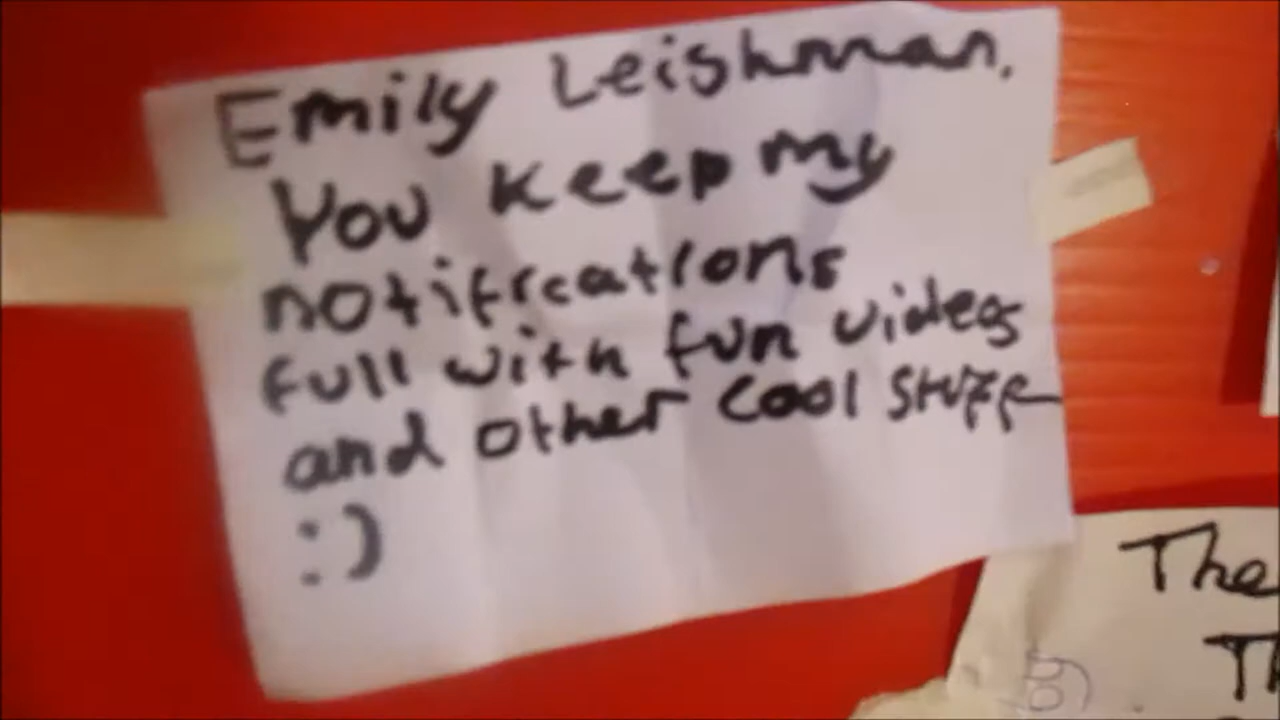 Emily Leishman.
You keep my
notifications
full with fun videos
and other cool stuff
:)
The
Th